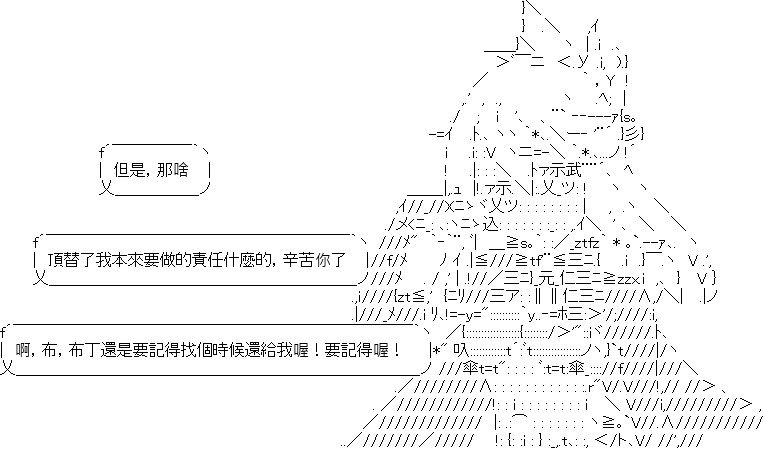 但是，那啥
頂替了我本來要做的責任什麼的，辛苦你了
啊，布，布丁還是要記得找個時候還給我喔！要記得喔！